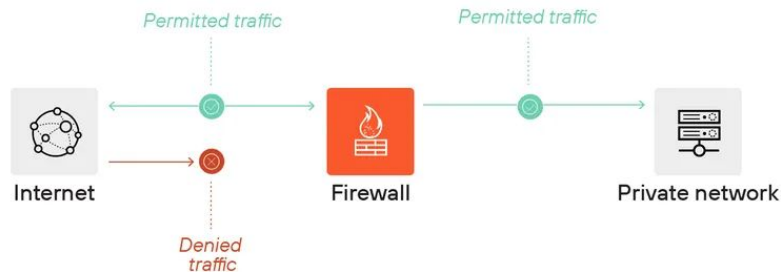 Permitted traffic
Permitted traffic
Internet
Firewall
Private network
Denied
traffic